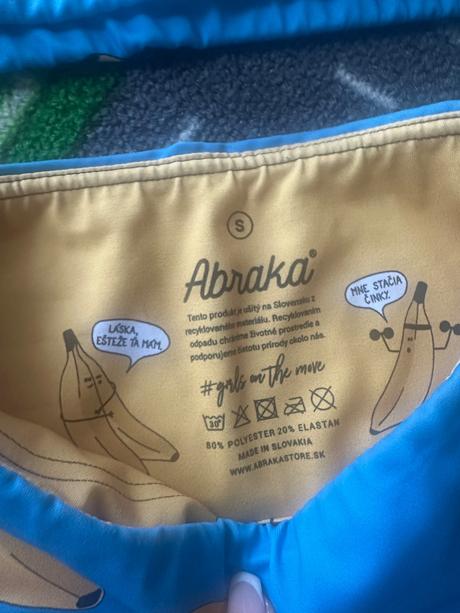 S
Abraka®
Tento produkt je ušitý na Slovensku z
recyklovaného materiálu. Recyklovaním
odpadu chránime životné prostredie a
podporujeme čistotu prírody okolo nás.
#girls on the move
30°
80% POLYESTER 20% ELASTAN
MADE IN SLOVAKIA
WWW.ABRAKASTORE.SK
LÁSKA,
EŠTEŽE ŤA MÁM.
MNE STAČIA
ČINKY.